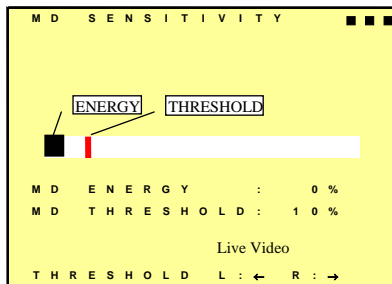 MD SENSITIVITY
ENERGY THRESHOLD
MD ENERGY : 0%
MD THRESHOLD: 10%
Live Video
THRESHOLD L:← R:→